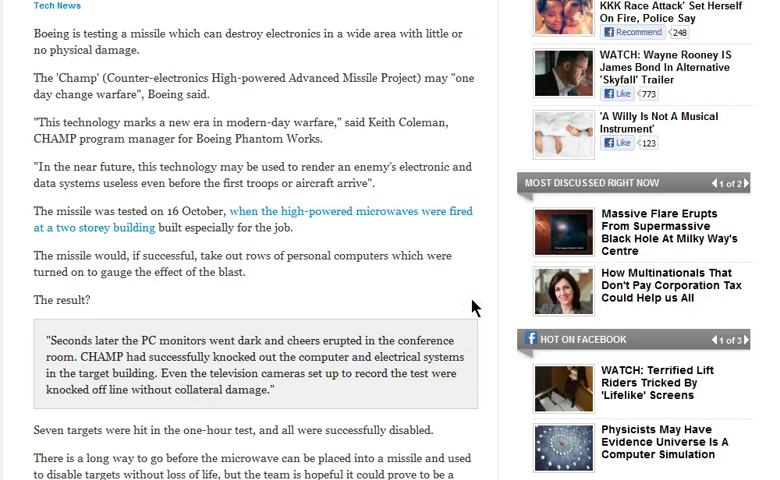 Tech News
Boeing is testing a missile which can destroy electronics in a wide area with little or
no physical damage.
The 'Champ' (Counter-electronics High-powered Advanced Missile Project) may "one
day change warfare", Boeing said.
"This technology marks a new era in modern-day warfare," said Keith Coleman,
CHAMP program manager for Boeing Phantom Works.
"In the near future, this technology may be used to render an enemy's electronic and
data systems useless even before the first troops or aircraft arrive".
The missile was tested on 16 October, when the high-powered microwaves were fired
at a two storey building built especially for the job.
The missile would, if successful, take out rows of personal computers which were
turned on to gauge the effect of the blast.
The result?
"Seconds later the PC monitors went dark and cheers erupted in the conference
room. CHAMP had successfully knocked out the computer and electrical systems
in the target building. Even the television cameras set up to record the test were
knocked off line without collateral damage."
Seven targets were hit in the one-hour test, and all were successfully disabled.
There is a long way to go before the microwave can be placed into a missile and used
to disable targets without loss of life, but the team is hopeful it could prove to be a
KKK Race Attack' Set Herself
On Fire, Police Say
Recommend 248
WATCH: Wayne Rooney IS
James Bond In Alternative
'Skyfall' Trailer
Like 773
'A Willy Is Not A Musical
Instrument'
Like 123
MOST DISCUSSED RIGHT NOW 1 of 2
Massive Flare Erupts
From Supermassive
Black Hole At Milky Way's
Centre
How Multinationals That
Don't Pay Corporation Tax
Could Help us All
HOT ON FACEBOOK 1 of 3
WATCH: Terrified Lift
Riders Tricked By
'Lifelike' Screens
Physicists May Have
Evidence Universe Is A
Computer Simulation